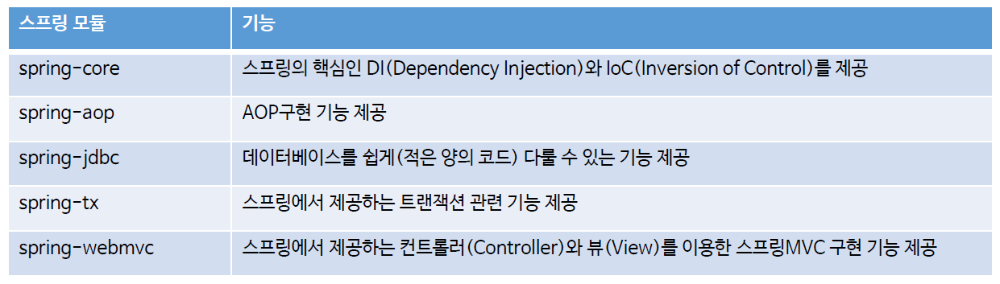 스프링 모듈 기능
spring-core 스프링의 핵심인 DI(Dependency Injection)와 IoC(Inversion of Control)를 제공
spring-aop AOP구현 기능 제공
spring-jdbc 데이터베이스를 쉽게(적은 양의 코드) 다룰 수 있는 기능 제공
spring-tx 스프링에서 제공하는 트랜잭션 관련 기능 제공
spring-webmvc 스프링에서 제공하는 컨트롤러(Controller)와 뷰(View)를 이용한 스프링MVC 구현 기능 제공